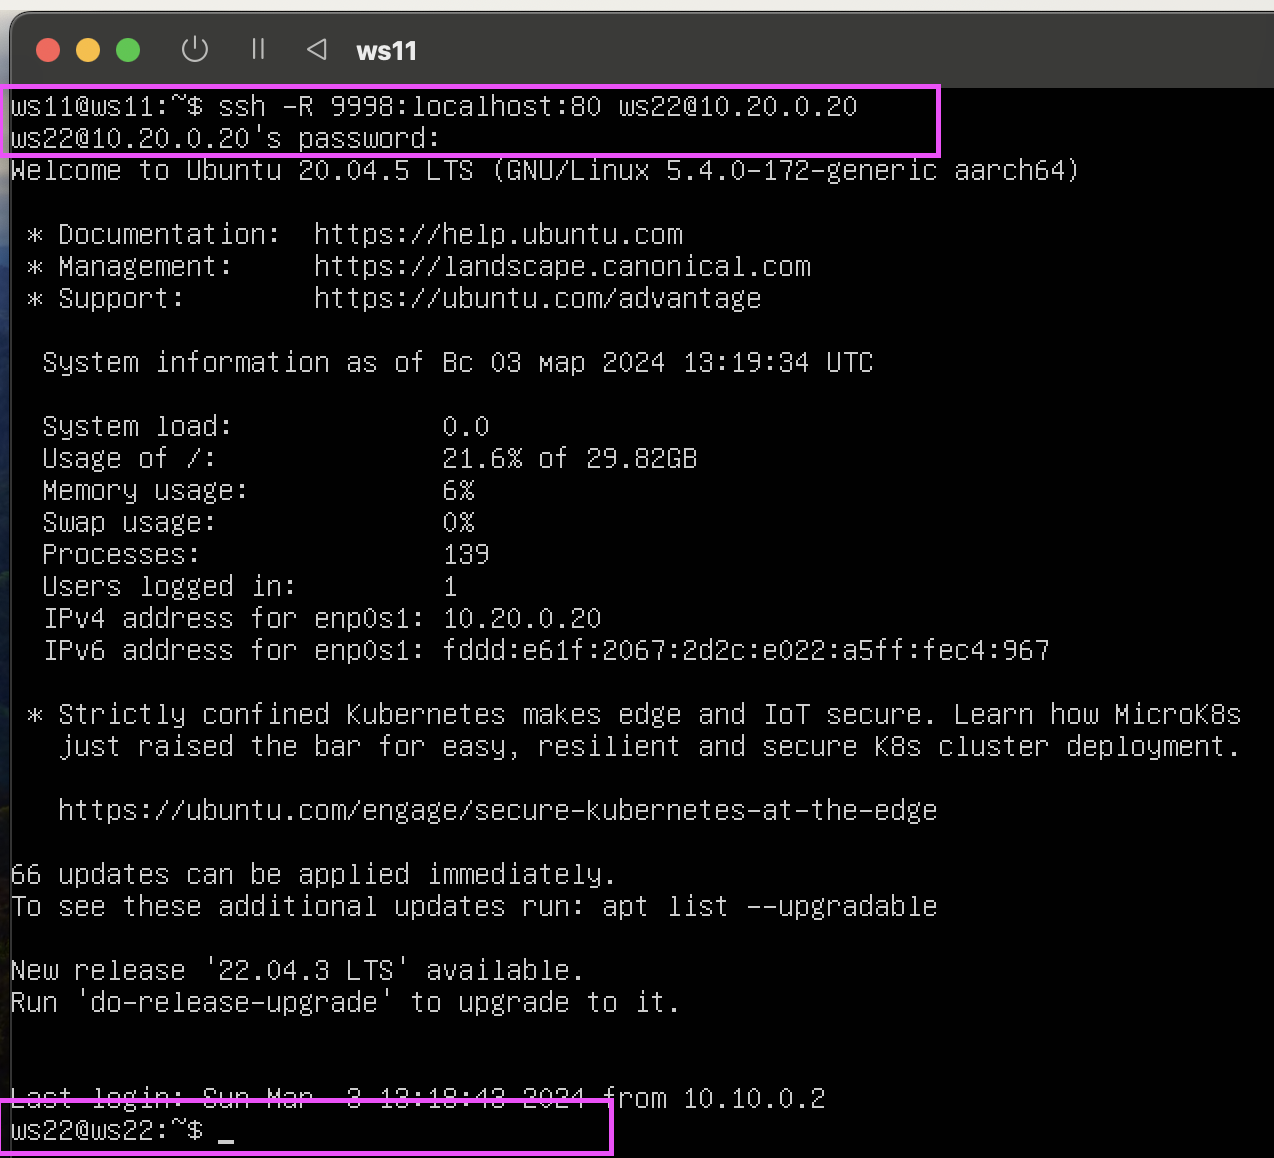 ws11
ws11@ws11:~$ ssh -R 9998:localhost:80 ws22@10.20.0.20
ws22@10.20.0.20's password:
Welcome to Ubuntu 20.04.5 LTS (GNU/Linux 5.4.0-172-generic aarch64)
* Documentation:  https://help.ubuntu.com
* Management:     https://landscape.canonical.com
* Support:        https://ubuntu.com/advantage
System information as of Вс 03 мар 2024 13:19:34 UTC
System load:              0.0
Usage of /:               21.6% of 29.82GB
Memory usage:             6%
Swap usage:               0%
Processes:                139
Users logged in:          1
IPv4 address for enp0s1: 10.20.0.20
IPv6 address for enp0s1: fddd:e61f:2067:2d2c:e022:a5ff:fec4:967
* Strictly confined Kubernetes makes edge and IoT secure. Learn how MicroK8s
just raised the bar for easy, resilient and secure K8s cluster deployment.
https://ubuntu.com/engage/secure-kubernetes-at-the-edge
66 updates can be applied immediately.
To see these additional updates run: apt list --upgradable
New release '22.04.3 LTS' available.
Run 'do-release-upgrade' to upgrade to it.
Last login: Sun Mar  3 13:18:43 2024 from 10.10.0.2
ws22@ws22:~$ _